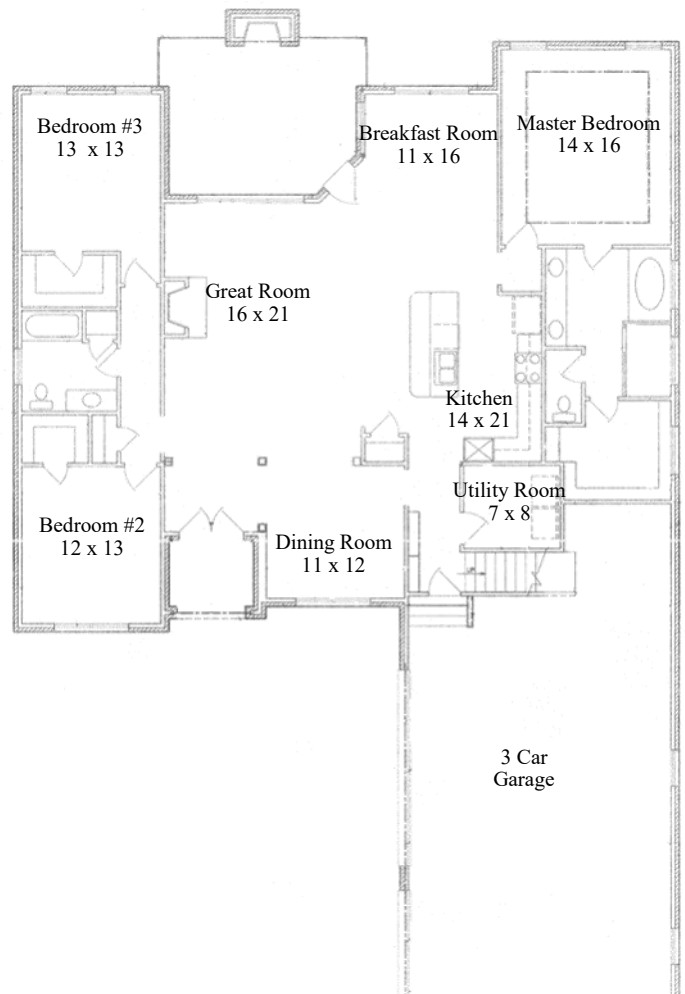 Bedroom #3
13 x 13
Breakfast Room
11 x 16
Master Bedroom
14 x 16
Great Room
16 x 21
Kitchen
14 x 21
Utility Room
7 x 8
Bedroom #2
12 x 13
Dining Room
11 x 12
3 Car
Garage